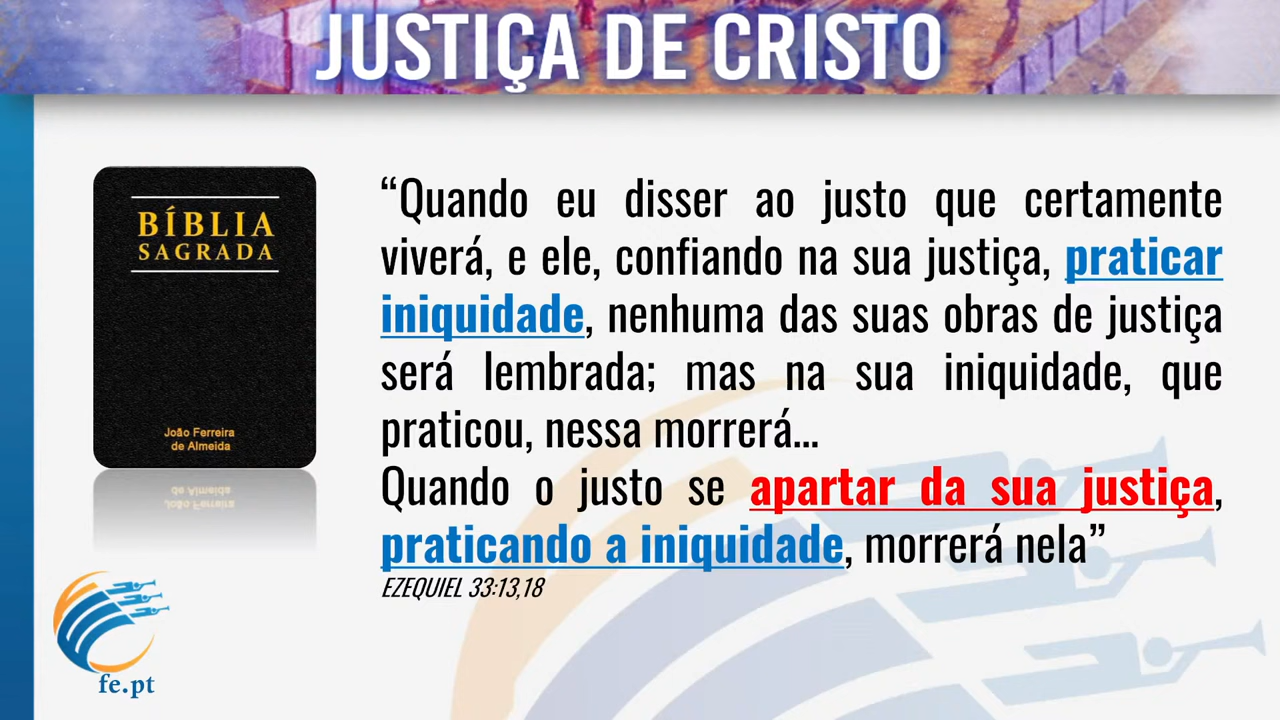 JUSTIÇA DE CRISTO
BÍBLIA
SAGRADA
João Ferreira
de Almeida
“Quando eu disser ao justo que certamente
viverá, e ele, confiando na sua justiça, praticar
iniquidade, nenhuma das suas obras de justiça
será lembrada; mas na sua iniquidade, que
praticou, nessa morrerá...
Quando o justo se apartar da sua justiça,
praticando a iniquidade, morrerá nela”
EZEQUIEL 33:13,18
fe.pt